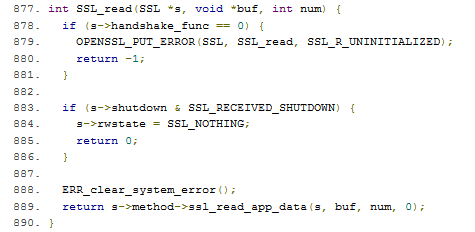 877. int SSL_read(SSL *s, void *buf, int num) {
878.   if (s->handshake_func == 0) {
879.     OPENSSL_PUT_ERROR(SSL, SSL_read, SSL_R_UNINITIALIZED);
880.     return -1;
881.   }
882.
883.   if (s->shutdown & SSL_RECEIVED_SHUTDOWN) {
884.     s->rwstate = SSL_NOTHING;
885.     return 0;
886.   }
887.
888.   ERR_clear_system_error();
889.   return s->method->ssl_read_app_data(s, buf, num, 0);
890. }